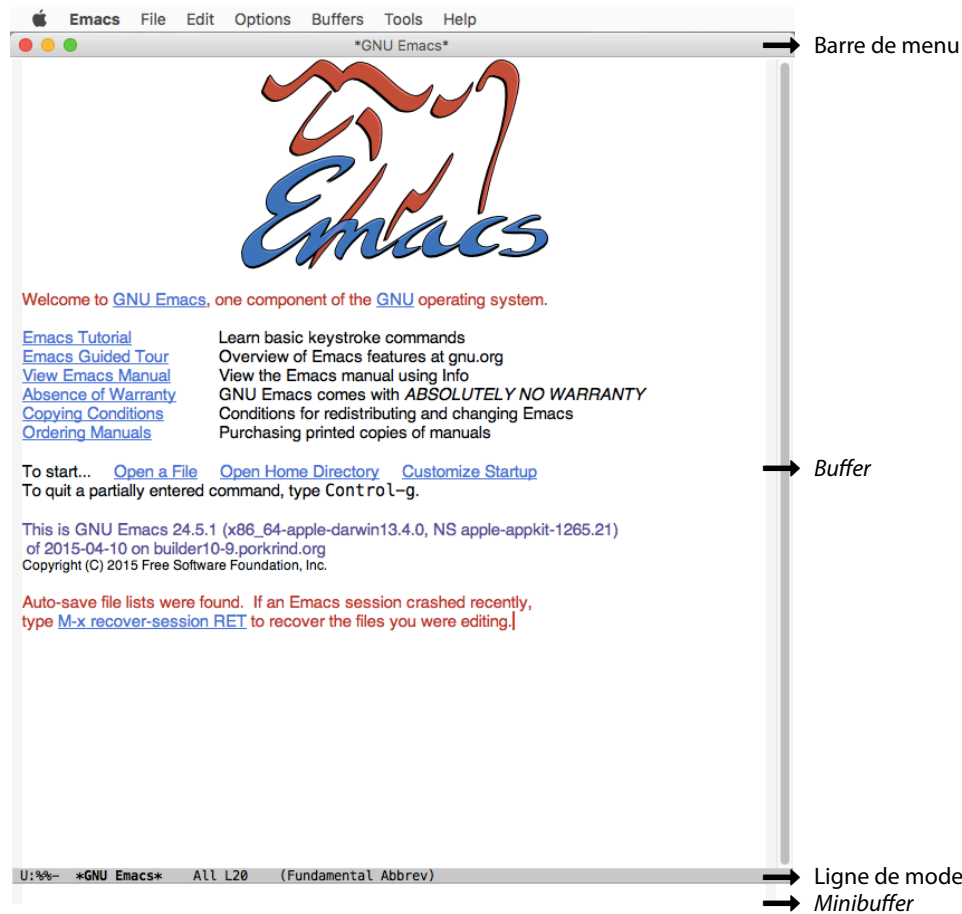 Emacs File Edit Options Buffers Tools Help
*GNU Emacs*
Barre de menu
Emacs
Welcome to GNU Emacs, one component of the GNU operating system.
Emacs Tutorial Learn basic keystroke commands
Emacs Guided Tour Overview of Emacs features at gnu.org
View Emacs Manual View the Emacs manual using Info
Absence of Warranty GNU Emacs comes with ABSOLUTELY NO WARRANTY
Copying Conditions Conditions for redistributing and changing Emacs
Ordering Manuals Purchasing printed copies of manuals
To start... Open a File Open Home Directory Customize Startup
Buffer
To quit a partially entered command, type Control-g.
This is GNU Emacs 24.5.1 (x86_64-apple-darwin13.4.0, NS apple-appkit-1265.21)
of 2015-04-10 on builder10-9.porkrind.org
Copyright (C) 2015 Free Software Foundation, Inc.
Auto-save file lists were found. If an Emacs session crashed recently,
type M-x recover-session RET to recover the files you were editing.
U:%%- *GNU Emacs* All L20 (Fundamental Abbrev)
Ligne de mode
Minibuffer